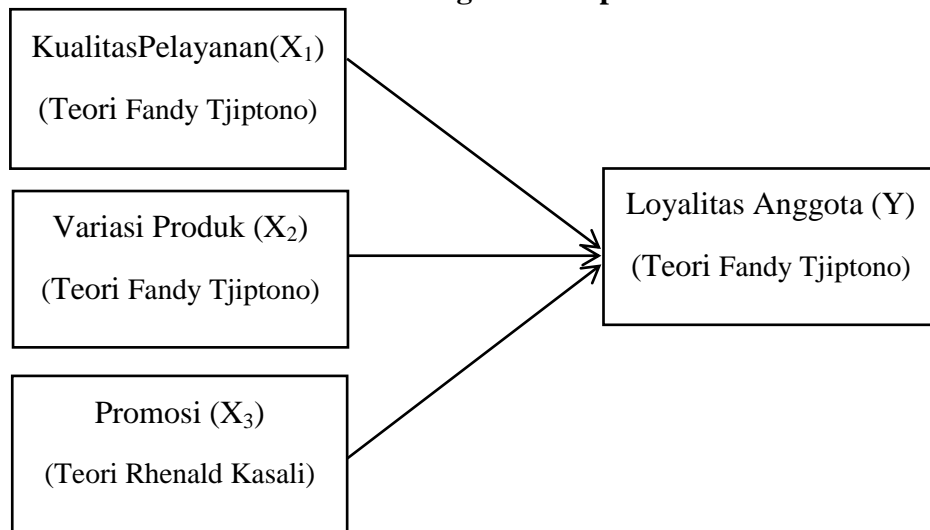 KualitasPelayanan(X₁)
(Teori Fandy Tjiptono)
Variasi Produk (X₂)
(Teori Fandy Tjiptono)
Promosi (X₃)
(Teori Rhenald Kasali)
Loyalitas Anggota (Y)
(Teori Fandy Tjiptono)